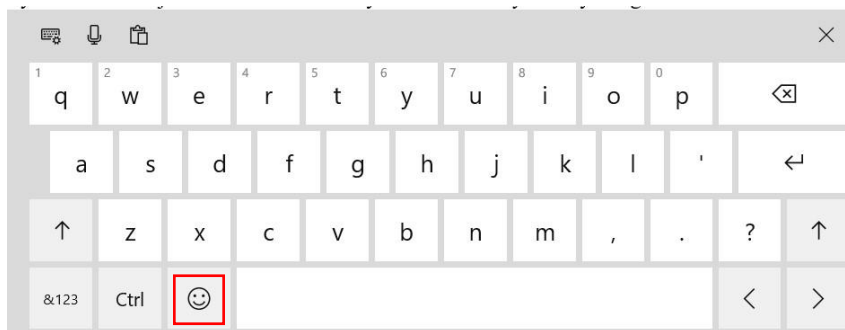 1 2 3 4 5 6 7 8 9 0
q w e r t y u i o p
a s d f g h j k l '
z x c v b n m , . ?
&123 Ctrl